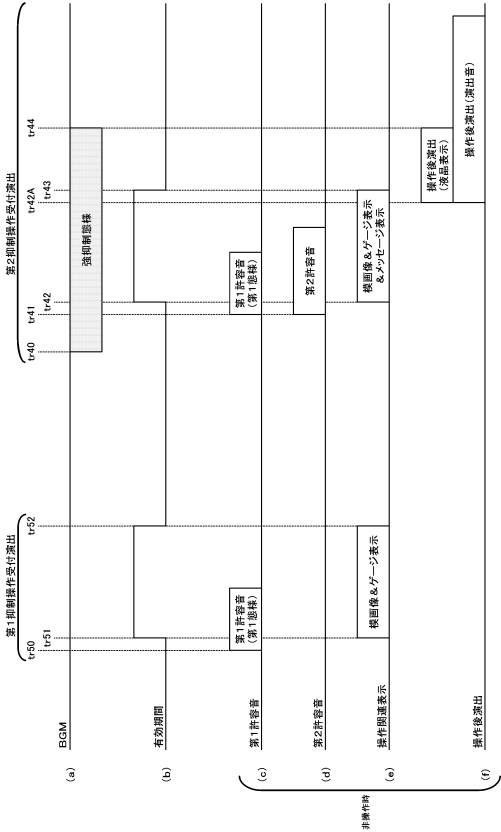 第1抑制操作受付演出
第2抑制操作受付演出
tr50
tr51
tr52
tr40
tr41
tr42
tr42A
tr43
tr44
(a)
BGM
強抑制態様
(b)
有効期間
(c)
第1許容音
第1許容音
(第1態様)
第1許容音
(第1態様)
(d)
第2許容音
第2許容音
(e)
操作関連表示
模画像&ゲージ表示
模画像&ゲージ表示
&メッセージ表示
(f)
操作後演出
操作後演出
(液晶表示)
操作後演出(演出音)
非操作時